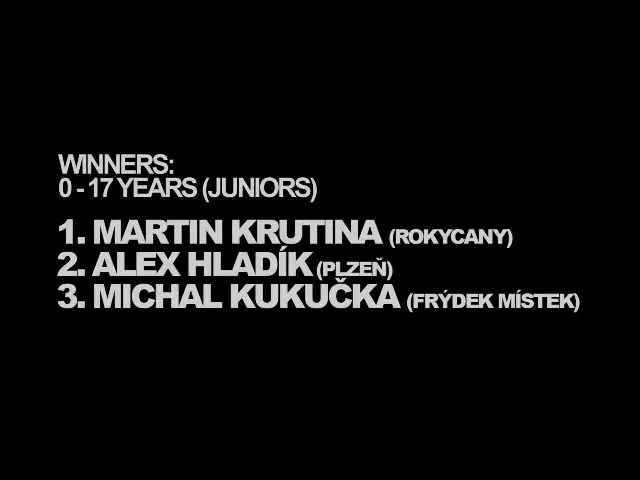 WINNERS:
0 - 17 YEARS (JUNIORS)
1. MARTIN KRUTINA (ROKYCANY)
2. ALEX HLADÍK (PLZEŇ)
3. MICHAL KUKUČKA (FRÝDEK MÍSTEK)